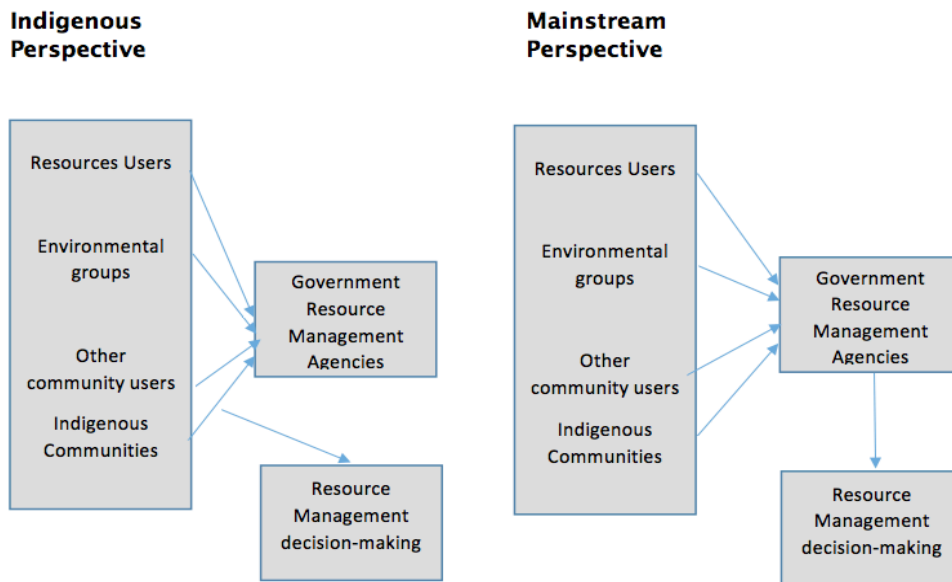 Indigenous
Perspective
Resources Users
Environmental
groups
Other
community users
Indigenous
Communities
Government
Resource
Management
Agencies
Resource
Management
decision-making
Mainstream
Perspective
Resources Users
Environmental
groups
Other
community users
Indigenous
Communities
Government
Resource
Management
Agencies
Resource
Management
decision-making